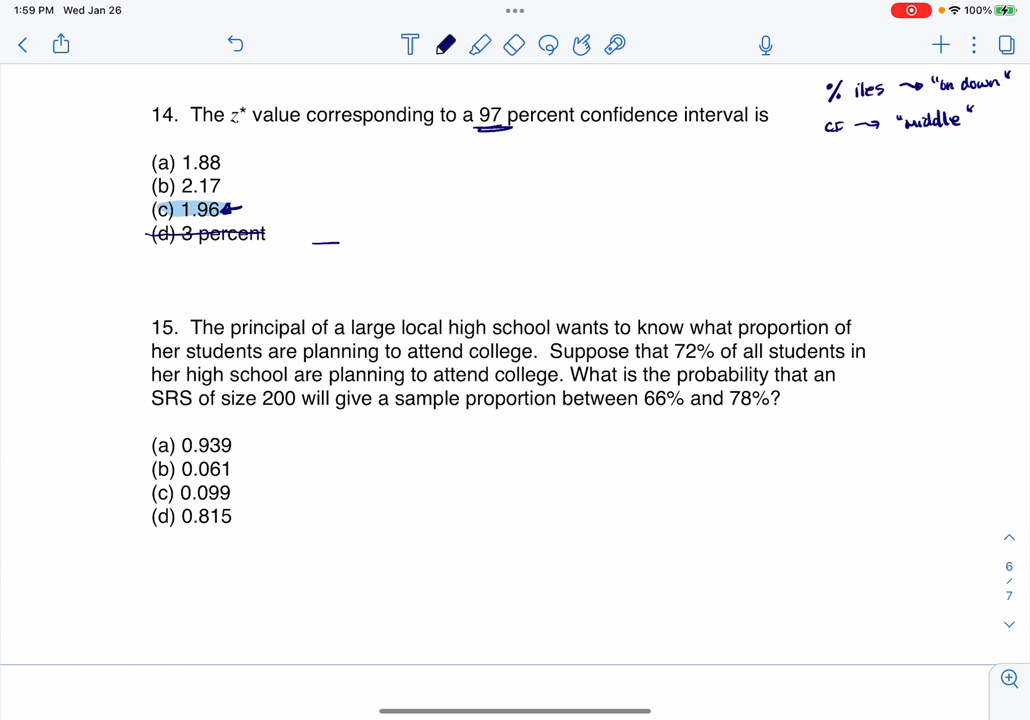 1:59 PM Wed Jan 26
100%
% iles → "on down"
CI → "middle"
14. The z* value corresponding to a 97 percent confidence interval is
(a) 1.88
(b) 2.17
(c) 1.96
(d) 3 percent
15. The principal of a large local high school wants to know what proportion of
her students are planning to attend college. Suppose that 72% of all students in
her high school are planning to attend college. What is the probability that an
SRS of size 200 will give a sample proportion between 66% and 78%?
(a) 0.939
(b) 0.061
(c) 0.099
(d) 0.815
6
/
7